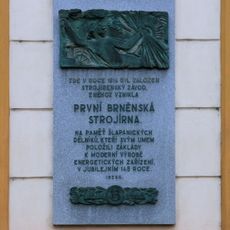 ZDE V ROCE 1814 BYL ZALOŽEN
STROJÍRENSKÝ ZÁVOD,
Z NĚHOŽ VZNIKLA
PRVNÍ BRNĚNSKÁ
STROJÍRNA.
NA PAMĚŤ ŠLAPANICKÝCH
DĚLNÍKŮ, KTEŘÍ SVÝM UMEM
POLOŽILI ZÁKLADY
K MODERNÍ VÝROBĚ
ENERGETICKÝCH ZAŘÍZENÍ.
V JUBILEJNÍM 145 ROCE.